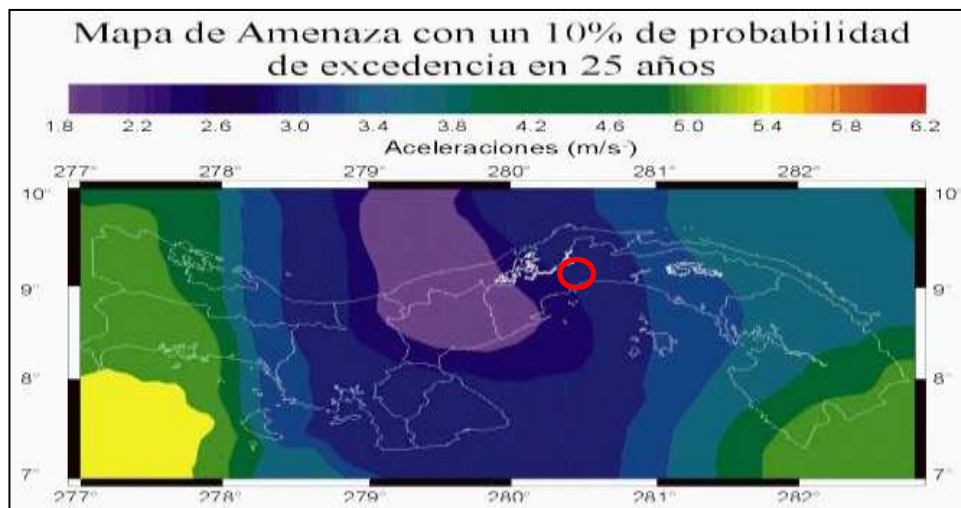 Mapa de Amenaza con un 10% de probabilidad
de excedencia en 25 años
1.8 2.2 2.6 3.0 3.4 3.8 4.2 4.6 5.0 5.4 5.8 6.2
Aceleraciones (m/s²)
277° 278° 279° 280° 281° 282°
10° 10°
9° 9°
8° 8°
7° 7°
277° 278° 279° 280° 281° 282°